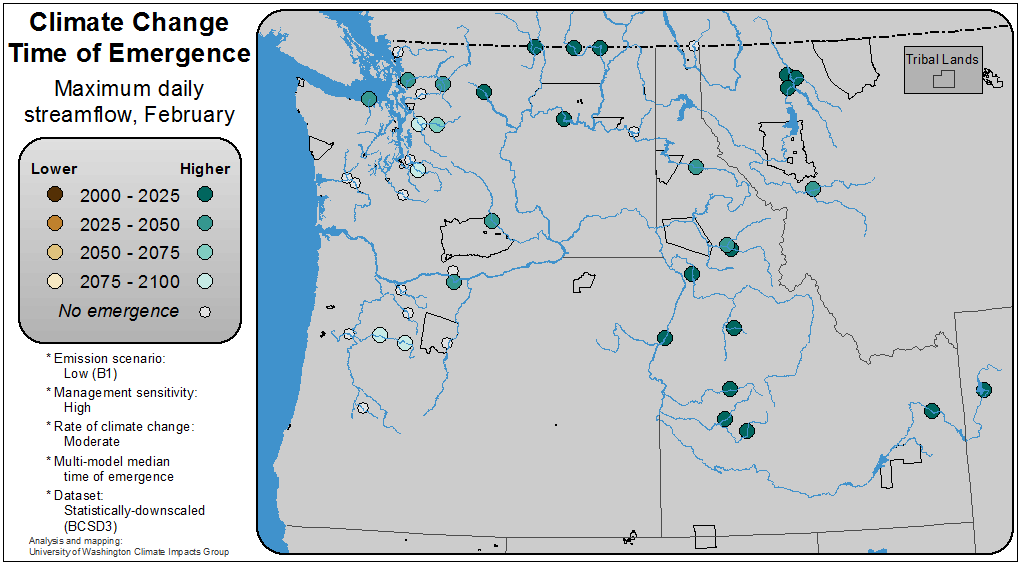 Climate Change
Time of Emergence
Maximum daily
streamflow, February
Lower Higher
2000 - 2025
2025 - 2050
2050 - 2075
2075 - 2100
No emergence
* Emission scenario:
Low (B1)
* Management sensitivity:
High
* Rate of climate change:
Moderate
* Multi-model median
time of emergence
* Dataset:
Statistically-downscaled
(BCSD3)
Analysis and mapping:
University of Washington Climate Impacts Group
Tribal Lands